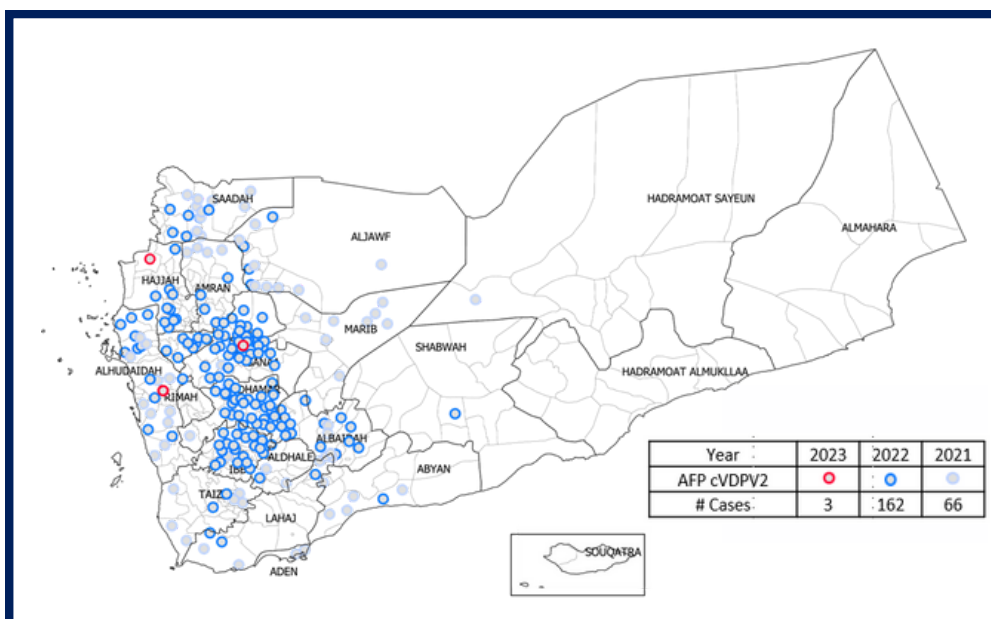 SAADAH
HADRAMOAT SAYEUN
ALMAHARA
ALJAWF
HAJJAH
AMRAN
MARIB
SHABWAH
ALHUDAIDAH
HADRAMOAT ALMUKLLAA
RIMAH
DHAMAR
ALBAIDAH
ALDHALE
IBB
ABYAN
TAIZ
LAHAJ
ADEN
SOUQATRA
Year 2023 2022 2021
AFP cVDPV2
# Cases 3 162 66